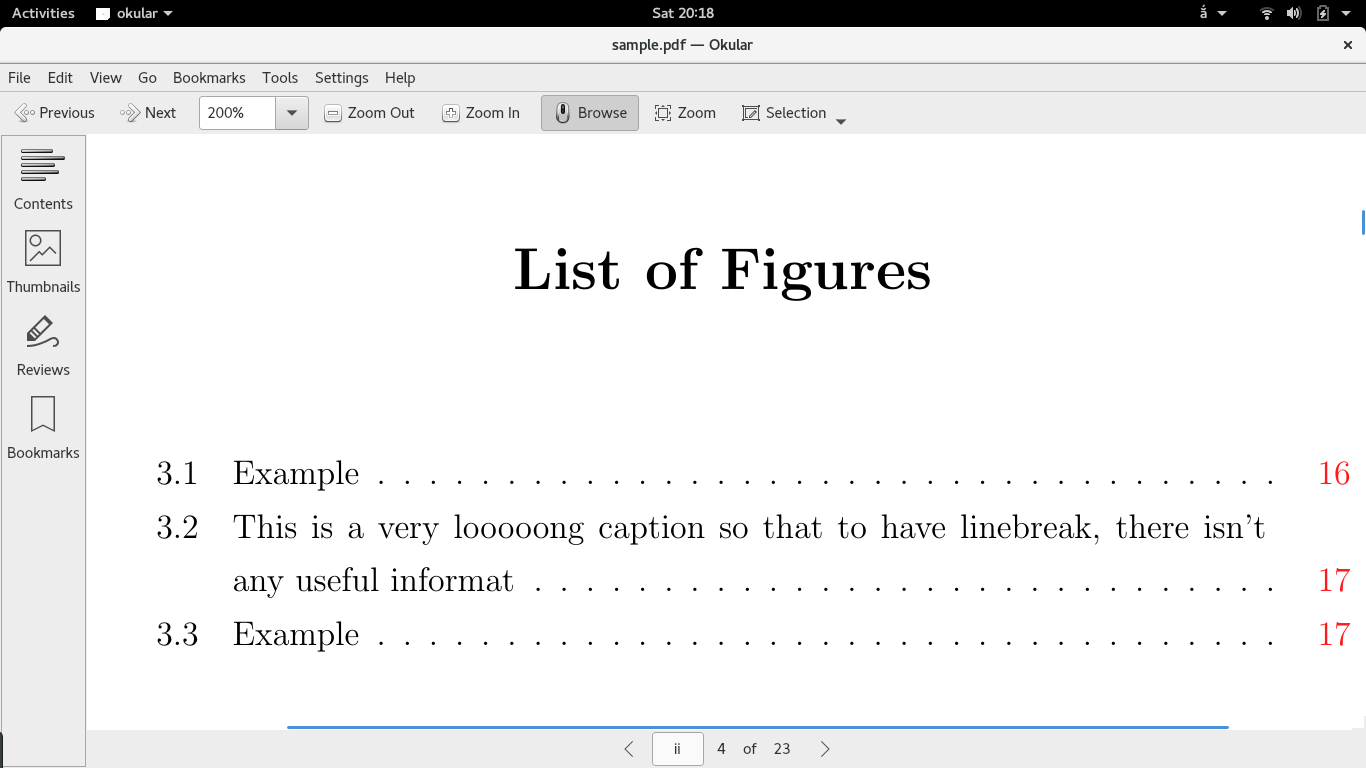 Activities okular Sat 20:18 ǎ
sample.pdf — Okular
File Edit View Go Bookmarks Tools Settings Help
Previous Next 200% Zoom Out Zoom In Browse Zoom Selection
Contents
Thumbnails
Reviews
Bookmarks
List of Figures
3.1 Example . . . . . . . . . . . . . . . . . . . . . . . . . . . . . . . . . . . 16
3.2 This is a very looooong caption so that to have linebreak, there isn't
any useful informat . . . . . . . . . . . . . . . . . . . . . . . . . . . . . 17
3.3 Example . . . . . . . . . . . . . . . . . . . . . . . . . . . . . . . . . . . 17
ii 4 of 23